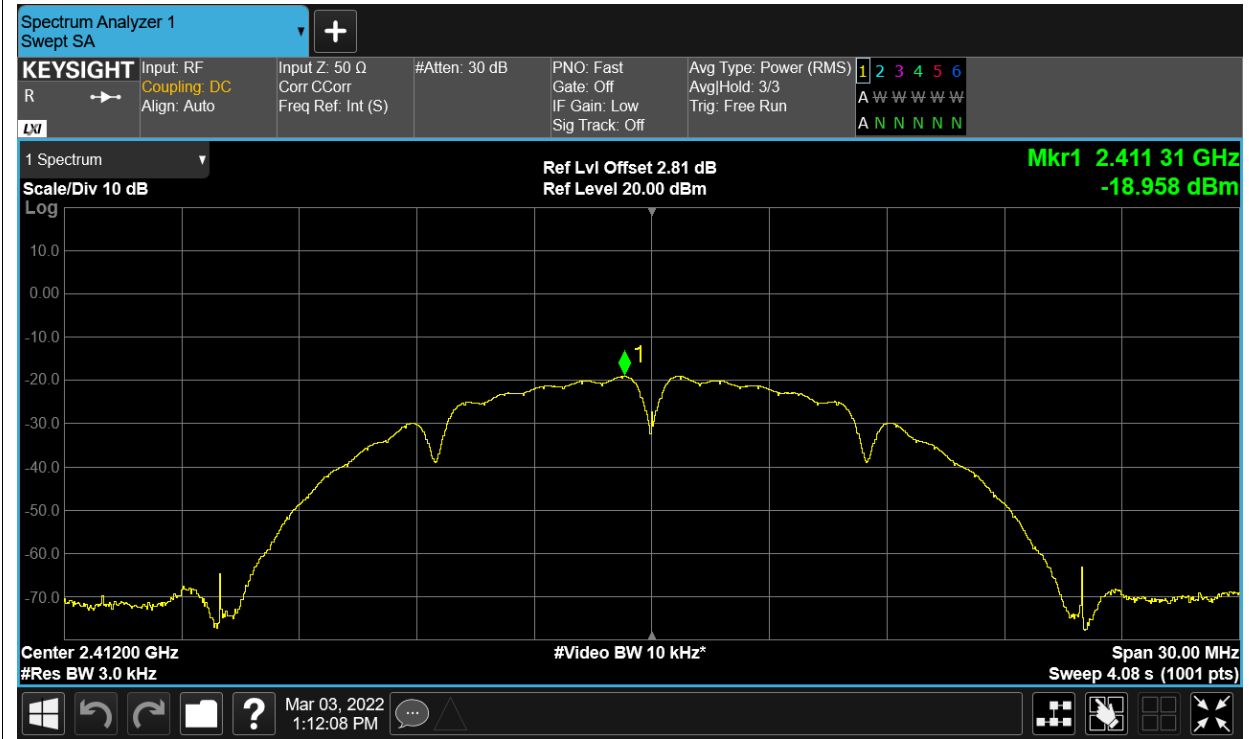 Spectrum Analyzer 1
Swept SA
KEYSIGHT
R
LXI
Input: RF
Coupling: DC
Align: Auto
Input Z: 50 Ω
Corr CCorr
Freq Ref: Int (S)
#Atten: 30 dB
PNO: Fast
Gate: Off
IF Gain: Low
Sig Track: Off
Avg Type: Power (RMS)
Avg|Hold: 3/3
Trig: Free Run
1 2 3 4 5 6
A W W W W W
A N N N N N
1 Spectrum
Scale/Div 10 dB
Ref Lvl Offset 2.81 dB
Ref Level 20.00 dBm
Mkr1 2.411 31 GHz
-18.958 dBm
Log
10.0
0.00
-10.0
-20.0
-30.0
-40.0
-50.0
-60.0
-70.0
1
Center 2.41200 GHz
#Res BW 3.0 kHz
#Video BW 10 kHz*
Span 30.00 MHz
Sweep 4.08 s (1001 pts)
?
Mar 03, 2022
1:12:08 PM